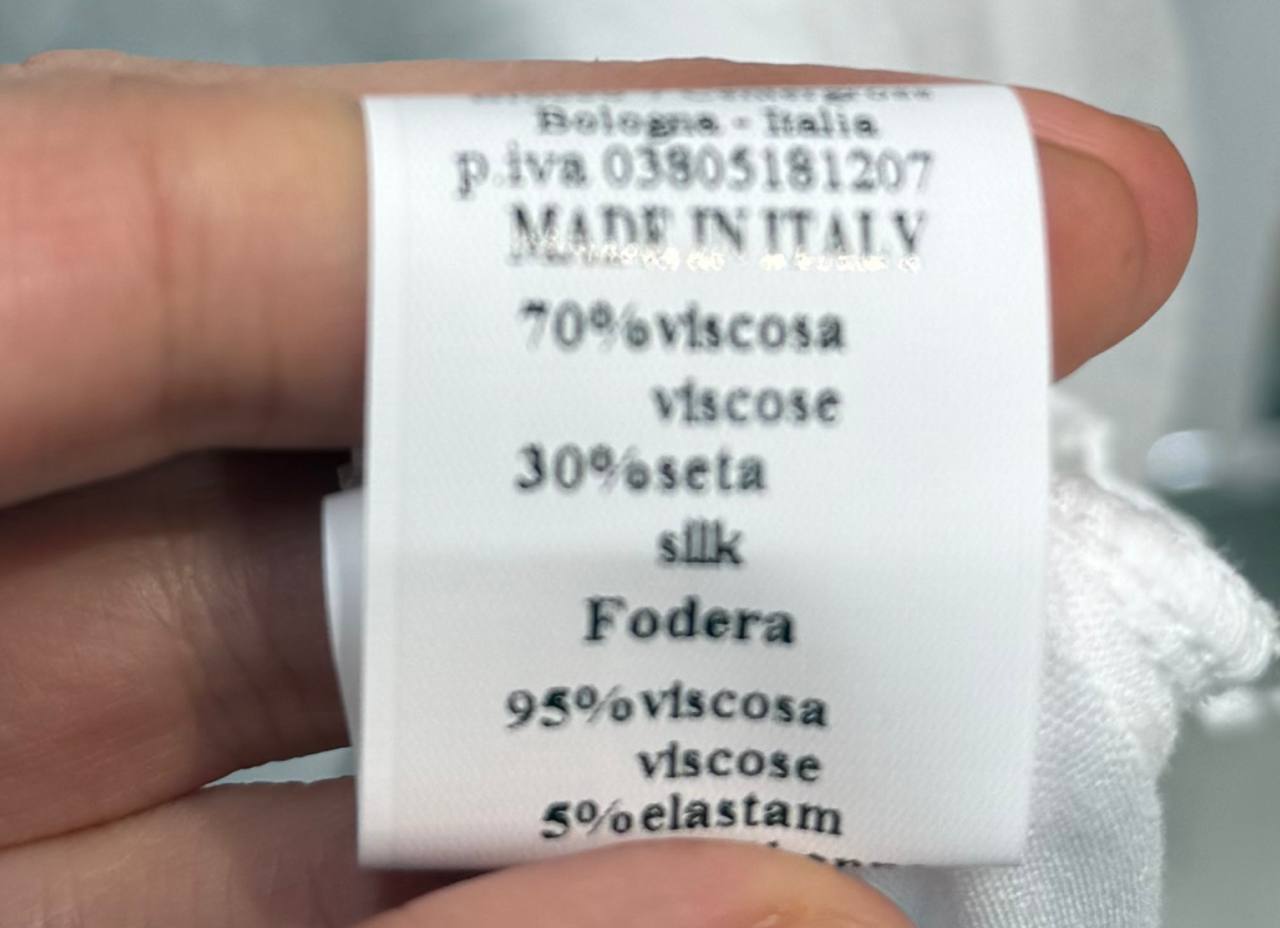 Bologna - Italia
p.iva 03805181207
MADE IN ITALY
70%viscosa
viscose
30%seta
silk
Fodera
95%viscosa
viscose
5%elastam